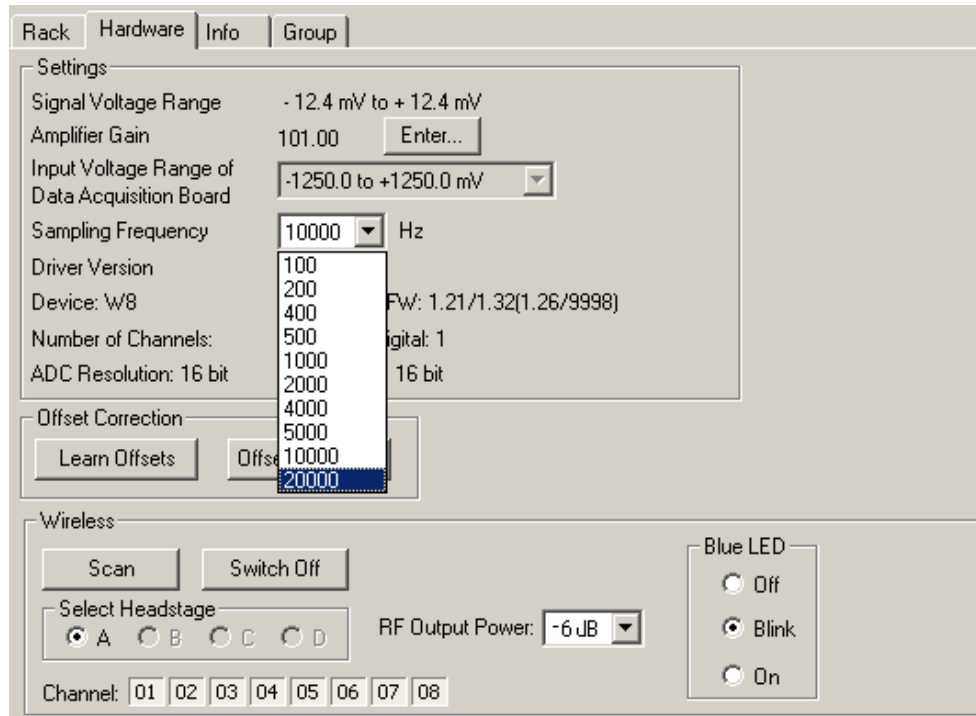 Rack Hardware Info Group
Settings
Signal Voltage Range - 12.4 mV to + 12.4 mV
Amplifier Gain 101.00 Enter...
Input Voltage Range of
Data Acquisition Board -1250.0 to +1250.0 mV
Sampling Frequency 10000 Hz
Driver Version
Device: W8 FW: 1.21/1.32(1.26/9998)
Number of Channels:
ADC Resolution: 16 bit 16 bit
100
200
400
500
1000
2000
4000
5000
10000
20000
Offset Correction
Learn Offsets
Wireless
Scan Switch Off
Select Headstage
A B C D
RF Output Power: -6 dB
Blue LED
Off
Blink
On
Channel: 01 02 03 04 05 06 07 08